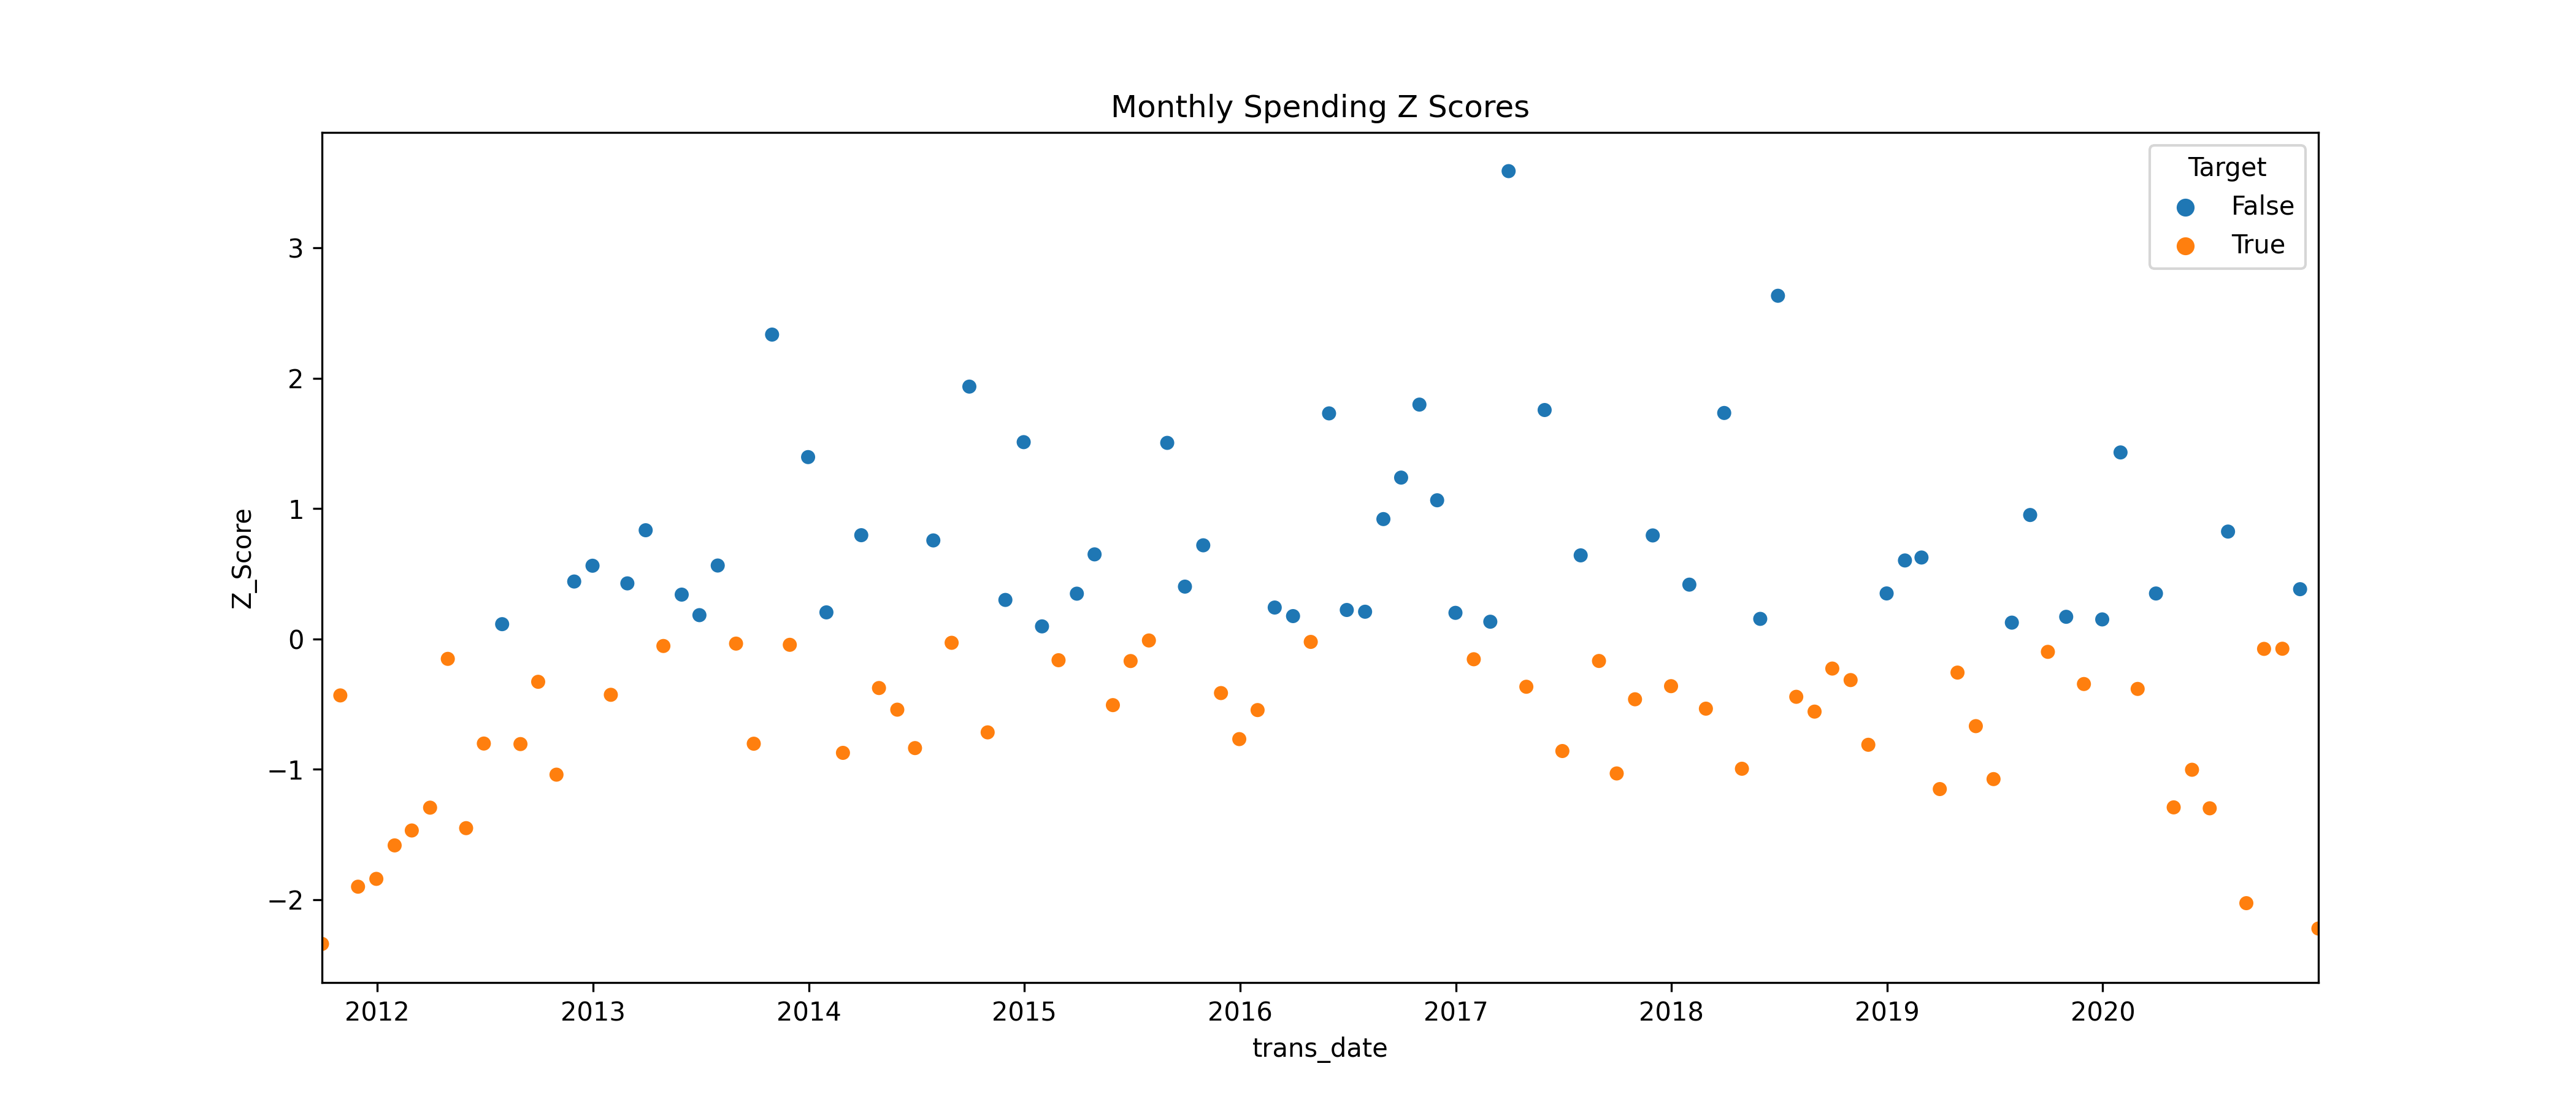 Monthly Spending Z Scores
Target
False
True
Z_Score
3
2
1
0
−1
−2
2012 2013 2014 2015 2016 2017 2018 2019 2020
trans_date